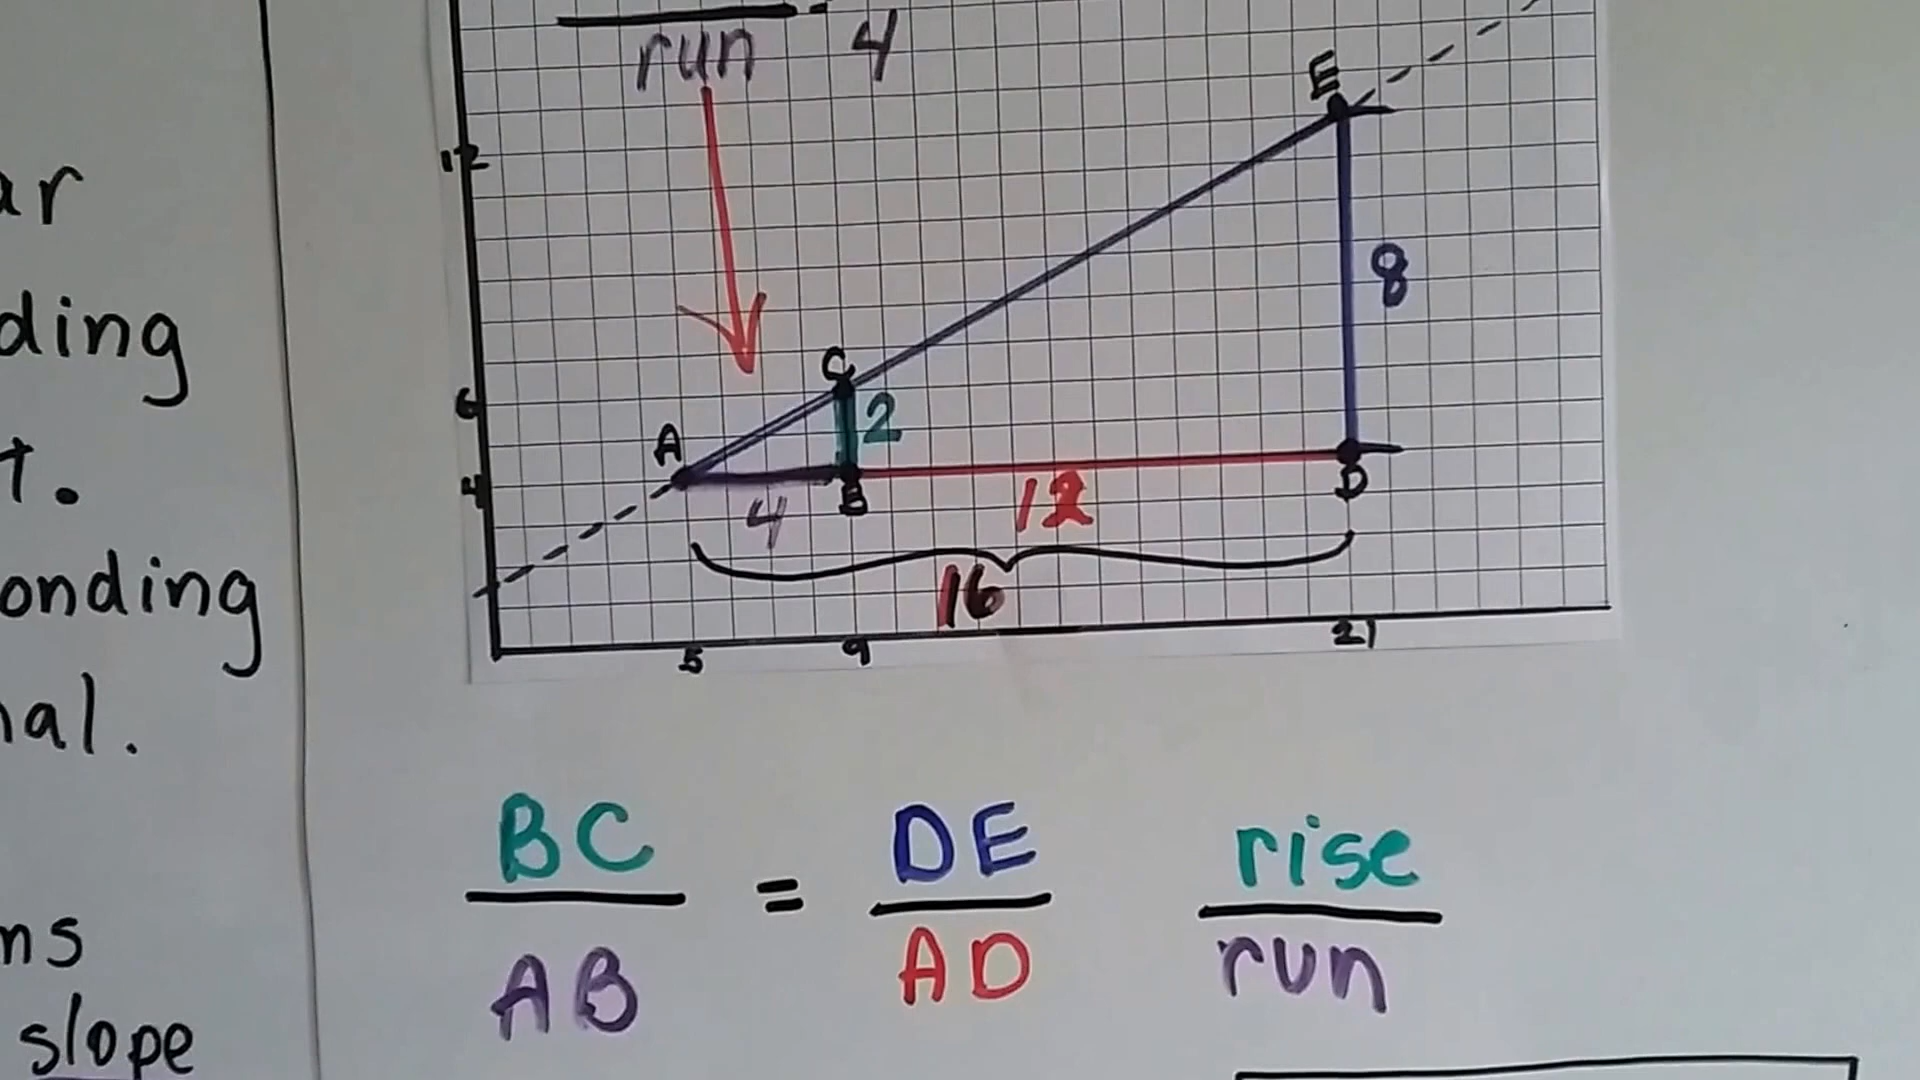 run 4
E
12
ar
ding
8
C
6
2
A
4
B
D
t.
4
12
onding
16
5
9
21
nal.
BC = DE rise
AB AD run
ns
slope